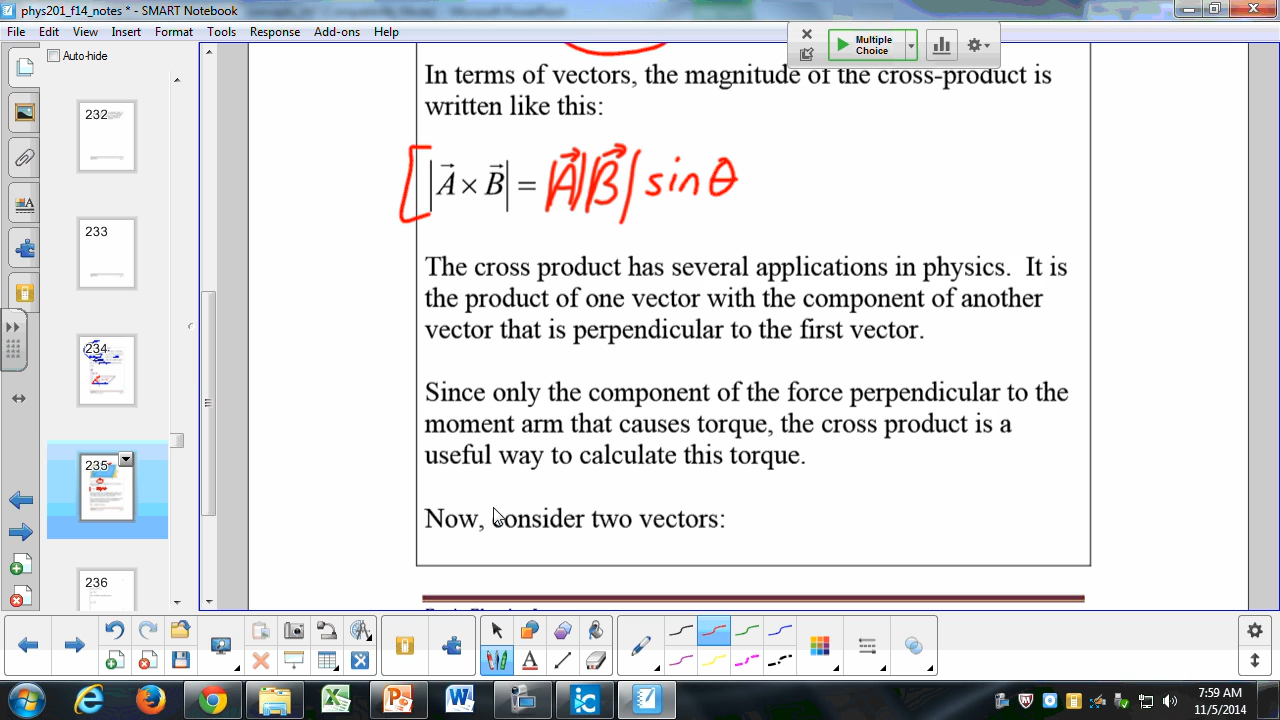 phys201_f14_notes * - SMART Notebook
File Edit View Insert Format Tools Response Add-ons Help
Multiple
Choice
Auto-hide
232
233
234
235
236
In terms of vectors, the magnitude of the cross-product is
written like this:
|A⃗ × B⃗| = |A⃗||B⃗| sin θ
The cross product has several applications in physics. It is
the product of one vector with the component of another
vector that is perpendicular to the first vector.
Since only the component of the force perpendicular to the
moment arm that causes torque, the cross product is a
useful way to calculate this torque.
Now, consider two vectors:
7:59 AM
11/5/2014